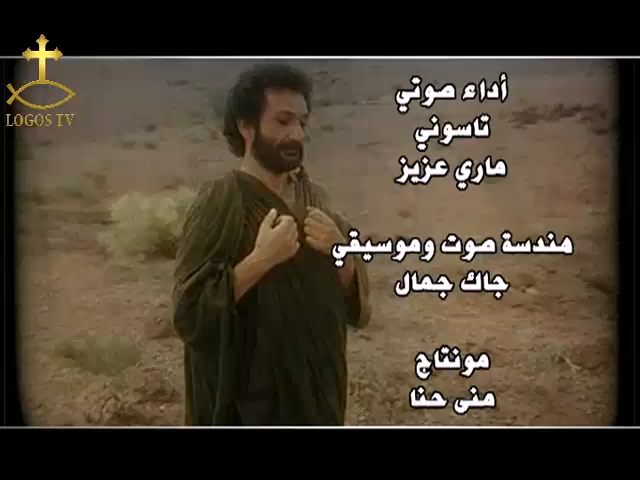 LOGOS TV
أداء صوتي
تاسوني
ماري عزيز
هندسة صوت وموسيقي
جاك جمال
مونتاج
منى حنا